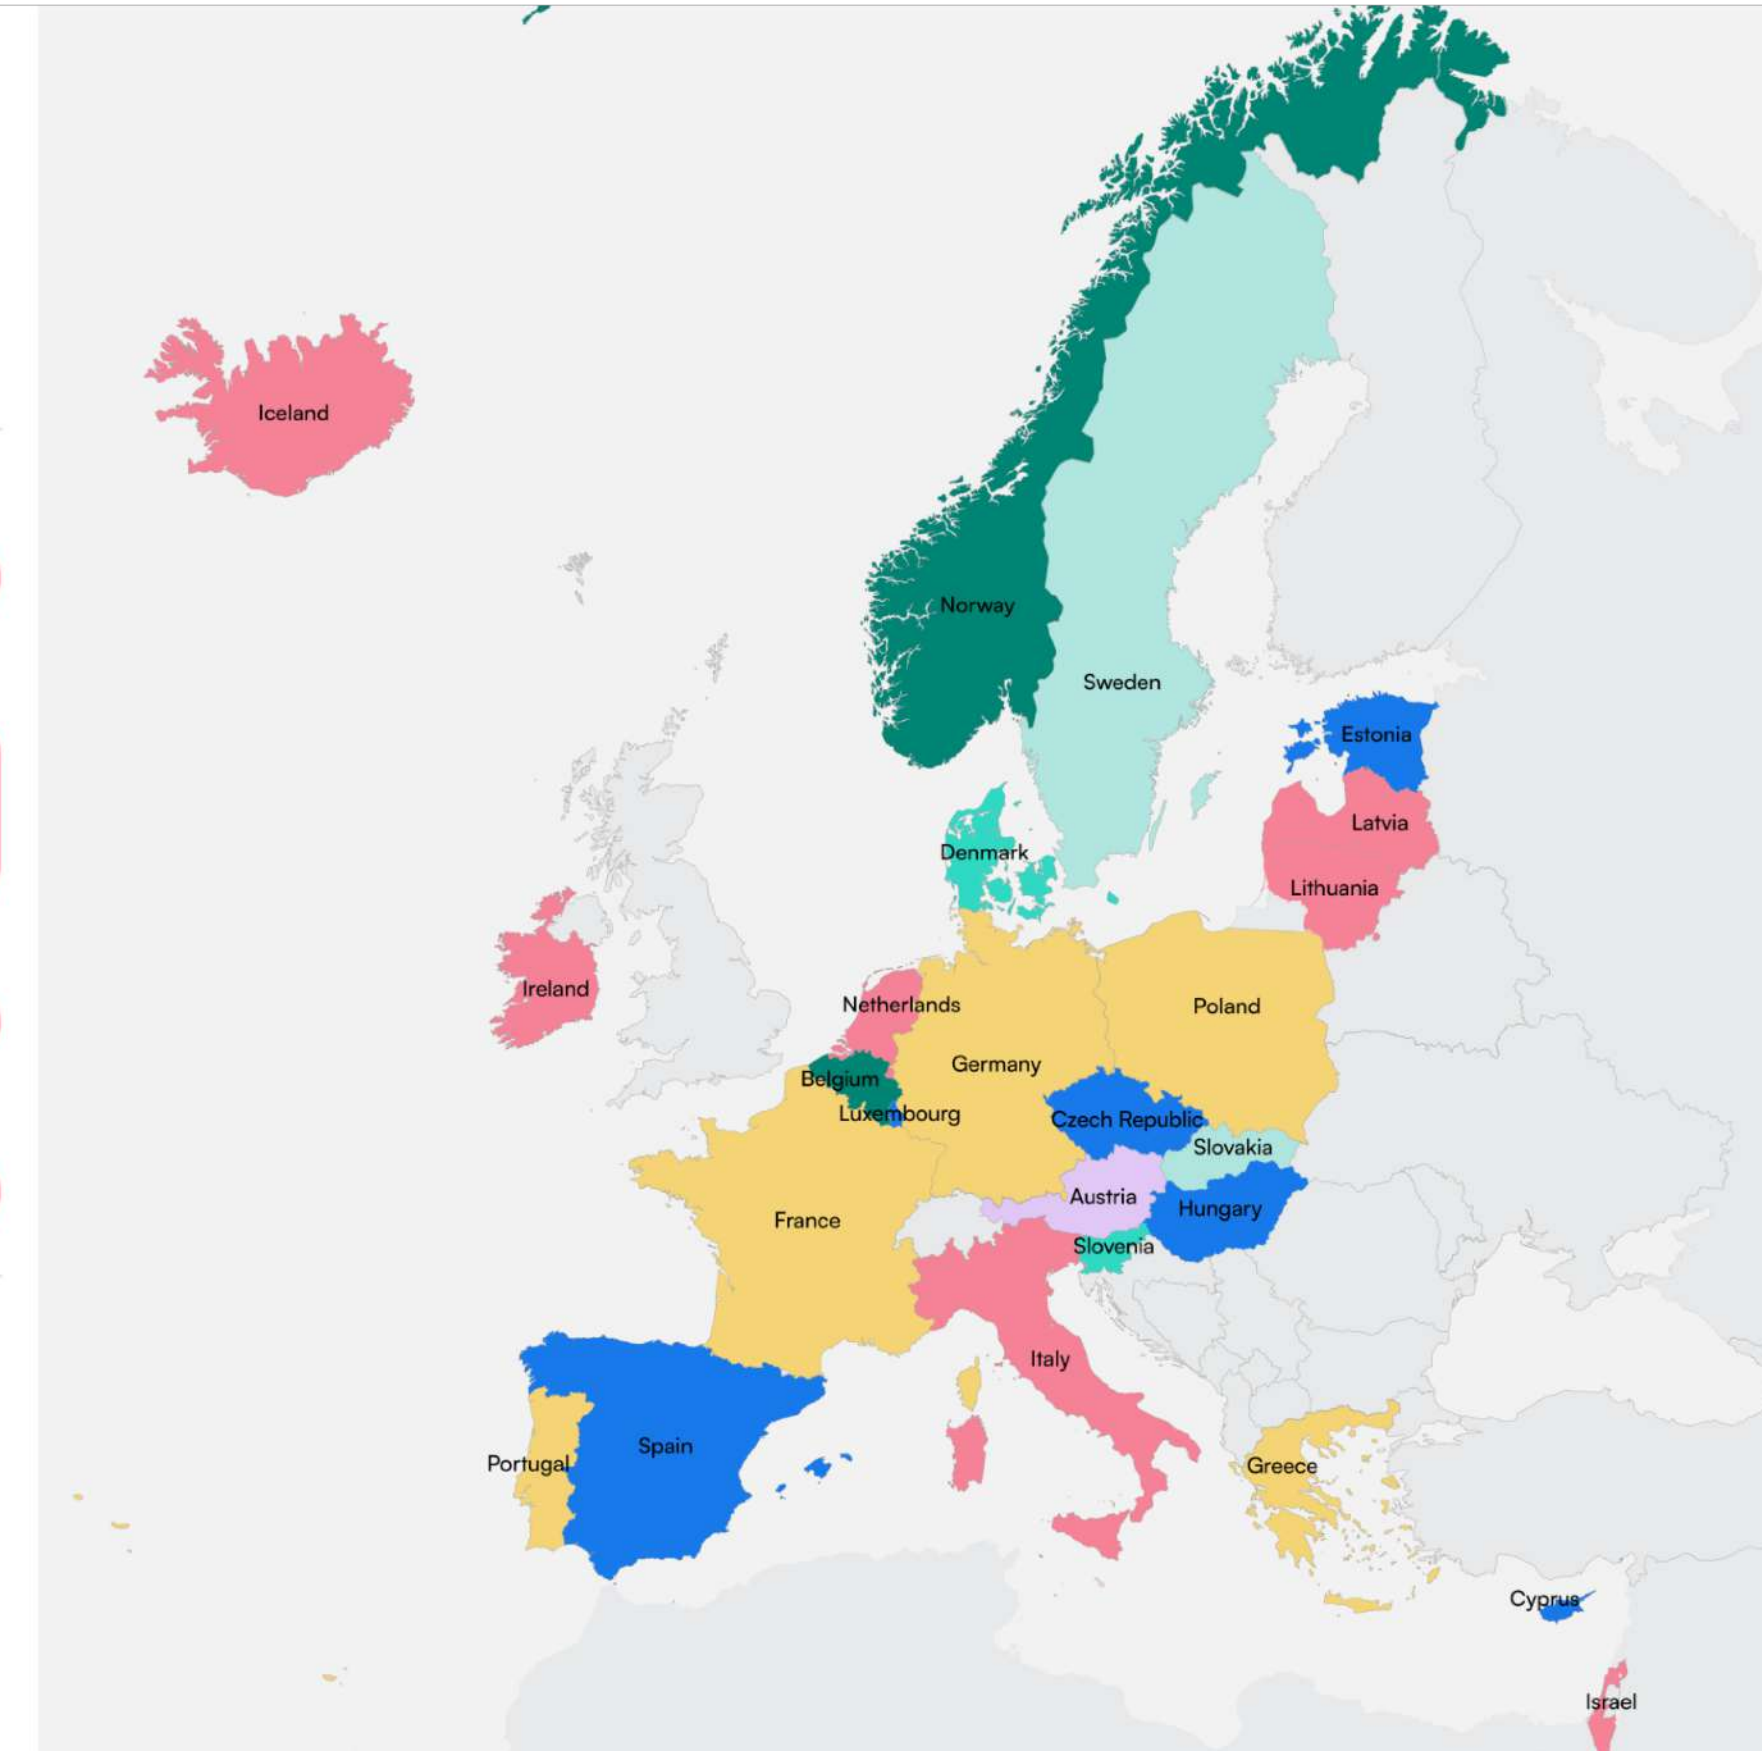 Iceland
Norway
Sweden
Estonia
Latvia
Denmark
Lithuania
Ireland
Netherlands
Poland
Germany
Belgium
Luxembourg
Czech Republic
Slovakia
Austria
Hungary
France
Slovenia
Italy
Spain
Portugal
Greece
Cyprus
Israel